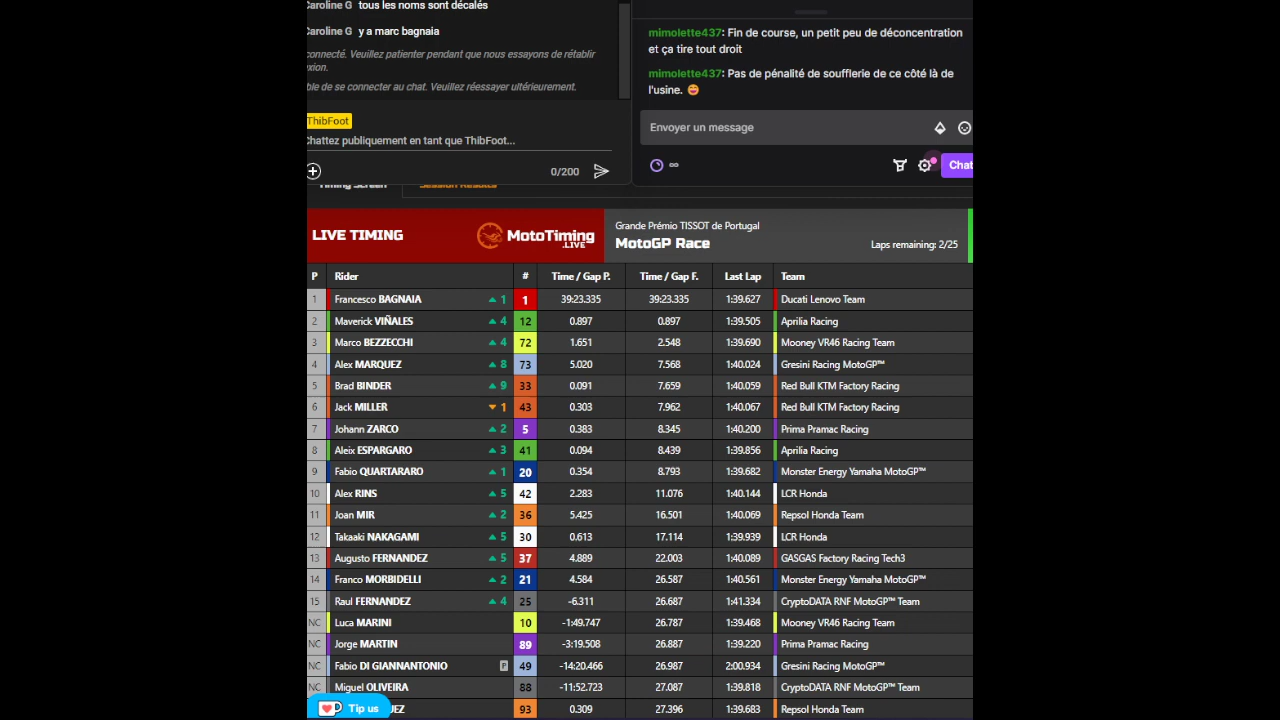 Caroline G tous les noms sont décalés
Caroline G y a marc bagnaia
connecté. Veuillez patienter pendant que nous essayons de rétablir
xion.
ble de se connecter au chat. Veuillez réessayer ultérieurement.
ThibFoot
Chattez publiquement en tant que ThibFoot...
0/200
mimolette437: Fin de course, un petit peu de déconcentration
et ça tire tout droit
mimolette437: Pas de pénalité de soufflerie de ce côté là de
l'usine.
Envoyer un message
∞
Chat
Timing Screen Session Results
LIVE TIMING MotoTiming .LIVE
Grande Prémio TISSOT de Portugal
MotoGP Race Laps remaining: 2/25
P Rider # Time / Gap P. Time / Gap F. Last Lap Team
1 Francesco BAGNAIA 1 1 39:23.335 39:23.335 1:39.627 Ducati Lenovo Team
2 Maverick VIÑALES 4 12 0.897 0.897 1:39.505 Aprilia Racing
3 Marco BEZZECCHI 4 72 1.651 2.548 1:39.690 Mooney VR46 Racing Team
4 Alex MARQUEZ 8 73 5.020 7.568 1:40.024 Gresini Racing MotoGP™
5 Brad BINDER 9 33 0.091 7.659 1:40.059 Red Bull KTM Factory Racing
6 Jack MILLER 1 43 0.303 7.962 1:40.067 Red Bull KTM Factory Racing
7 Johann ZARCO 2 5 0.383 8.345 1:40.200 Prima Pramac Racing
8 Aleix ESPARGARO 3 41 0.094 8.439 1:39.856 Aprilia Racing
9 Fabio QUARTARARO 1 20 0.354 8.793 1:39.682 Monster Energy Yamaha MotoGP™
10 Alex RINS 5 42 2.283 11.076 1:40.144 LCR Honda
11 Joan MIR 2 36 5.425 16.501 1:40.069 Repsol Honda Team
12 Takaaki NAKAGAMI 5 30 0.613 17.114 1:39.939 LCR Honda
13 Augusto FERNANDEZ 5 37 4.889 22.003 1:40.089 GASGAS Factory Racing Tech3
14 Franco MORBIDELLI 2 21 4.584 26.587 1:40.561 Monster Energy Yamaha MotoGP™
15 Raul FERNANDEZ 4 25 -6.311 26.687 1:41.334 CryptoDATA RNF MotoGP™ Team
NC Luca MARINI 10 -1:49.747 26.787 1:39.468 Mooney VR46 Racing Team
NC Jorge MARTIN 89 -3:19.508 26.887 1:39.220 Prima Pramac Racing
NC Fabio DI GIANNANTONIO P 49 -14:20.466 26.987 2:00.934 Gresini Racing MotoGP™
NC Miguel OLIVEIRA 88 -11:52.723 27.087 1:39.818 CryptoDATA RNF MotoGP™ Team
Tip us UEZ 93 0.309 27.396 1:39.683 Repsol Honda Team